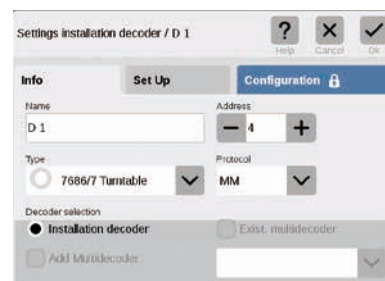 Settings installation decoder / D 1
? Help Cancel Ok
Info Set Up Configuration
Name Address
D 1 4
Type Protocol
7686/7 Turntable MM
Decoder selection
Installation decoder Exist. multidecoder
Add Multidecoder